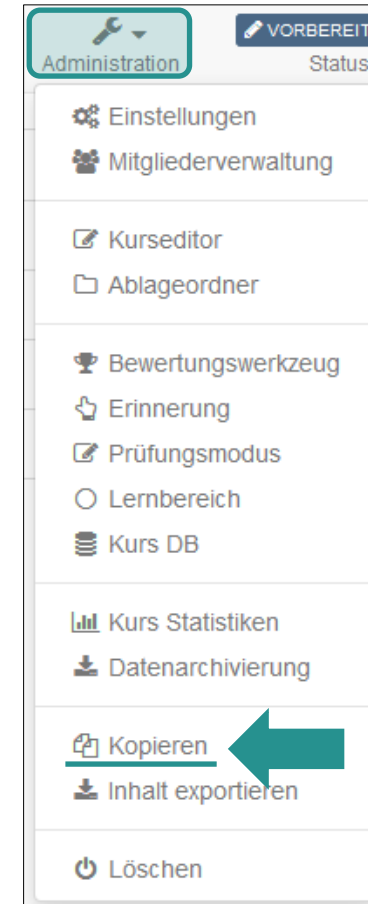 VORBEREIT
Administration
Status
Einstellungen
Mitgliederverwaltung
Kurseditor
Ablageordner
Bewertungswerkzeug
Erinnerung
Prüfungsmodus
Lernbereich
Kurs DB
Kurs Statistiken
Datenarchivierung
Kopieren
Inhalt exportieren
Löschen